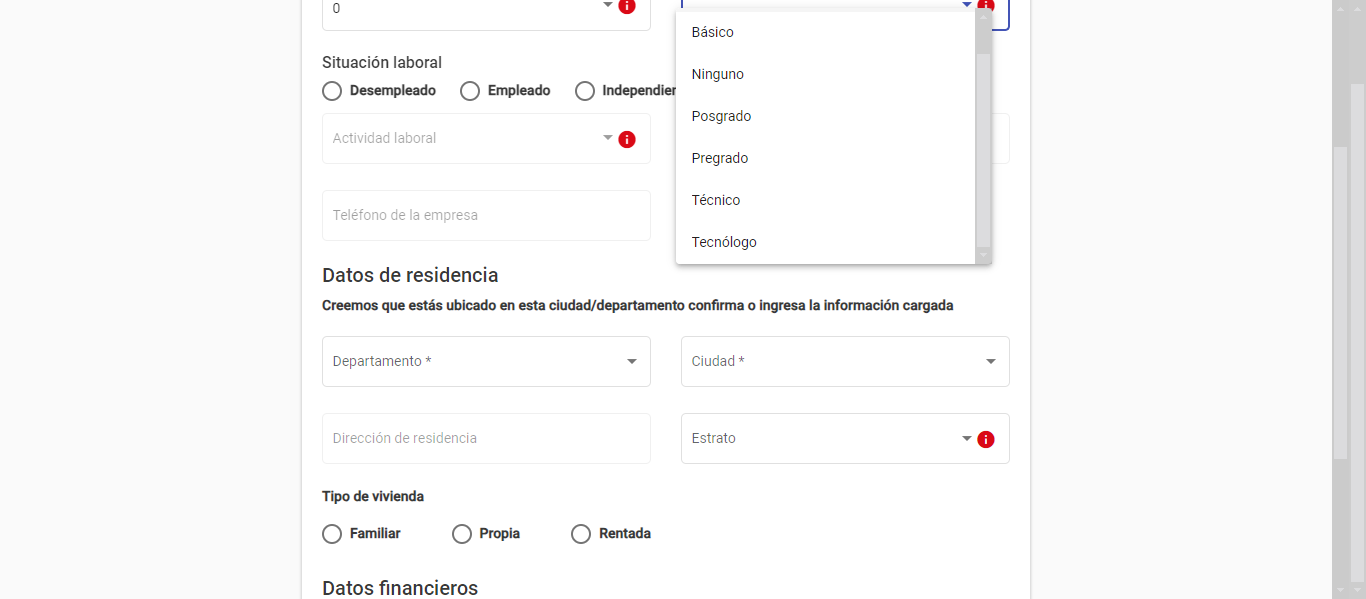 0
Básico
Ninguno
Posgrado
Pregrado
Técnico
Tecnólogo
Situación laboral
Desempleado Empleado
Actividad laboral
Teléfono de la empresa
Datos de residencia
Creemos que estás ubicado en esta ciudad/departamento confirma o ingresa la información cargada
Departamento * Ciudad *
Dirección de residencia Estrato
Tipo de vivienda
Familiar Propia Rentada
Datos financieros